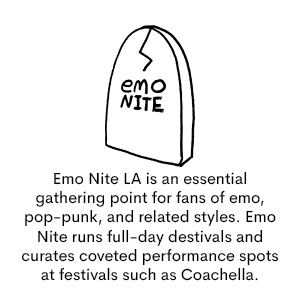 emo
NITE
Emo Nite LA is an essential
gathering point for fans of emo,
pop-punk, and related styles. Emo
Nite runs full-day destivals and
curates coveted performance spots
at festivals such as Coachella.